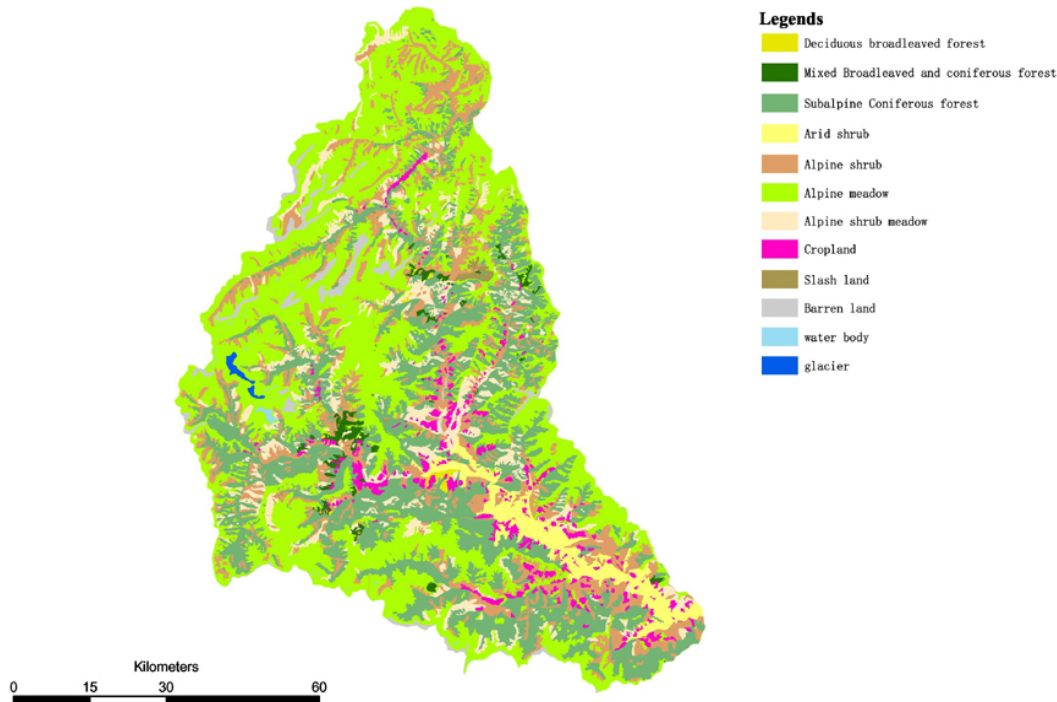 Legends
Deciduous broadleaved forest
Mixed Broadleaved and coniferous forest
Subalpine Coniferous forest
Arid shrub
Alpine shrub
Alpine meadow
Alpine shrub meadow
Cropland
Slash land
Barren land
water body
glacier
Kilometers
0 15 30 60